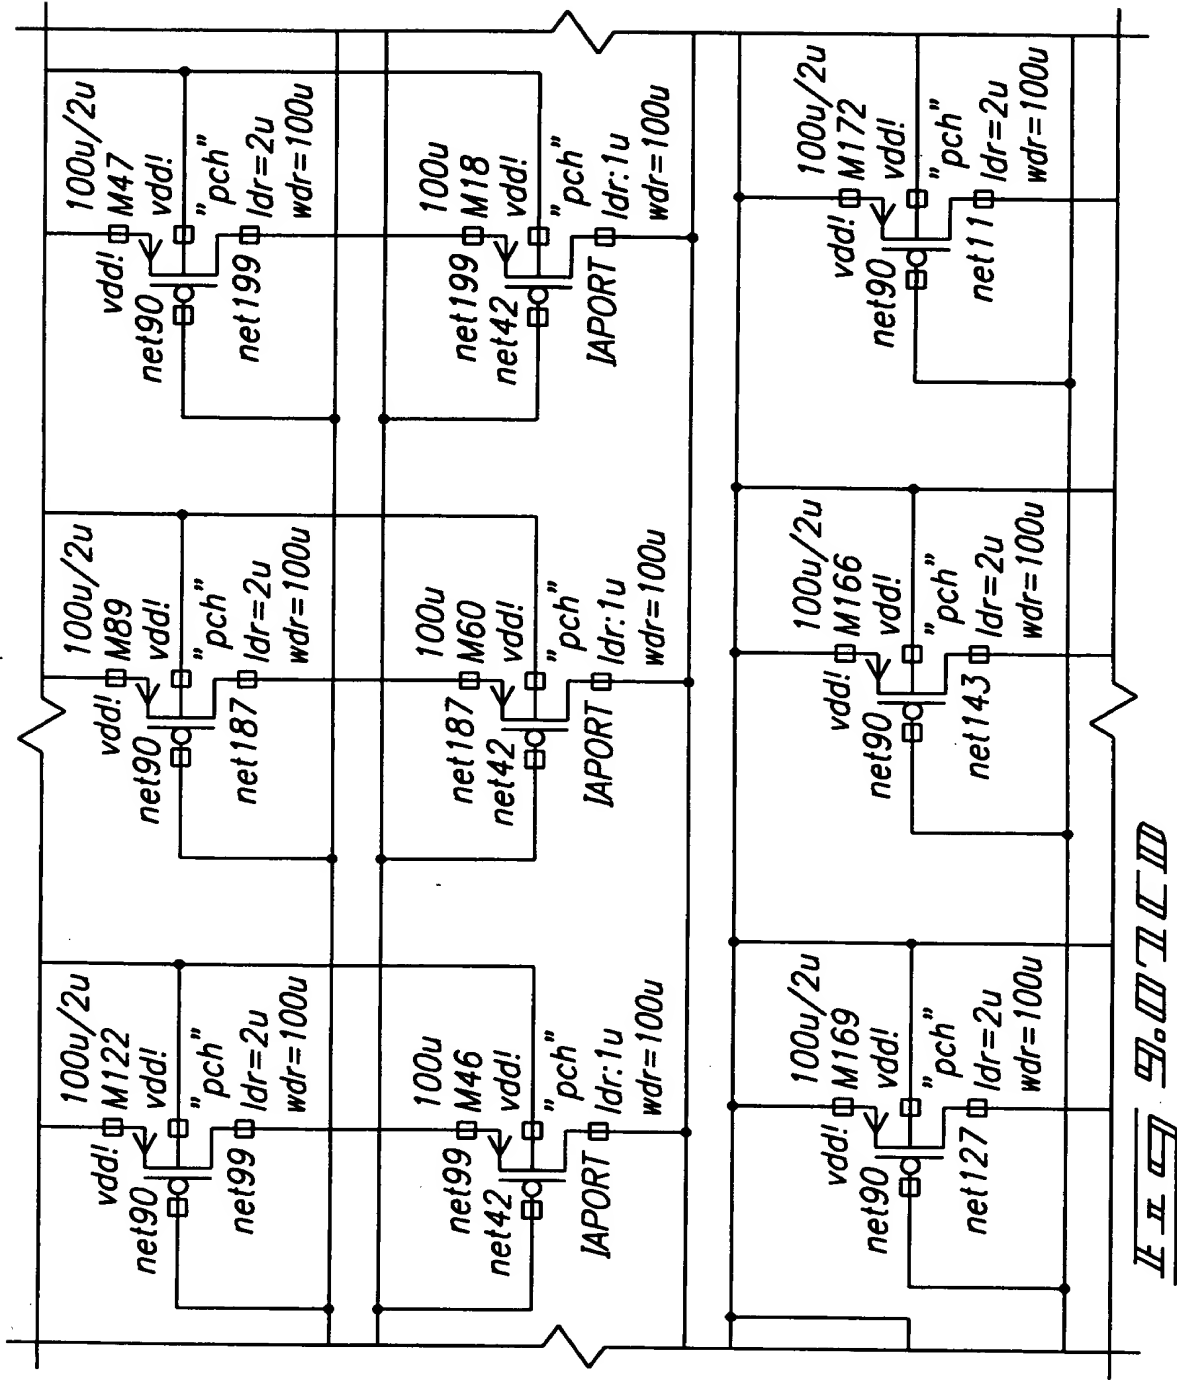 100u/2u
M122
vdd!
vdd!
net90
"pch"
ldr=2u
wdr=100u
net99
100u/2u
M89
vdd!
vdd!
net90
"pch"
ldr=2u
wdr=100u
net187
100u/2u
M47
vdd!
vdd!
net90
"pch"
ldr=2u
wdr=100u
net199
100u
M46
vdd!
net99
net42
"pch"
ldr:1u
wdr=100u
IAPORT
100u
M60
vdd!
net187
net42
"pch"
ldr:1u
wdr=100u
IAPORT
100u
M18
vdd!
net199
net42
"pch"
ldr:1u
wdr=100u
IAPORT
100u/2u
M169
vdd!
vdd!
net90
"pch"
ldr=2u
wdr=100u
net127
100u/2u
M166
vdd!
vdd!
net90
"pch"
ldr=2u
wdr=100u
net143
100u/2u
M172
vdd!
vdd!
net90
"pch"
ldr=2u
wdr=100u
net11
FIG 9.07CD